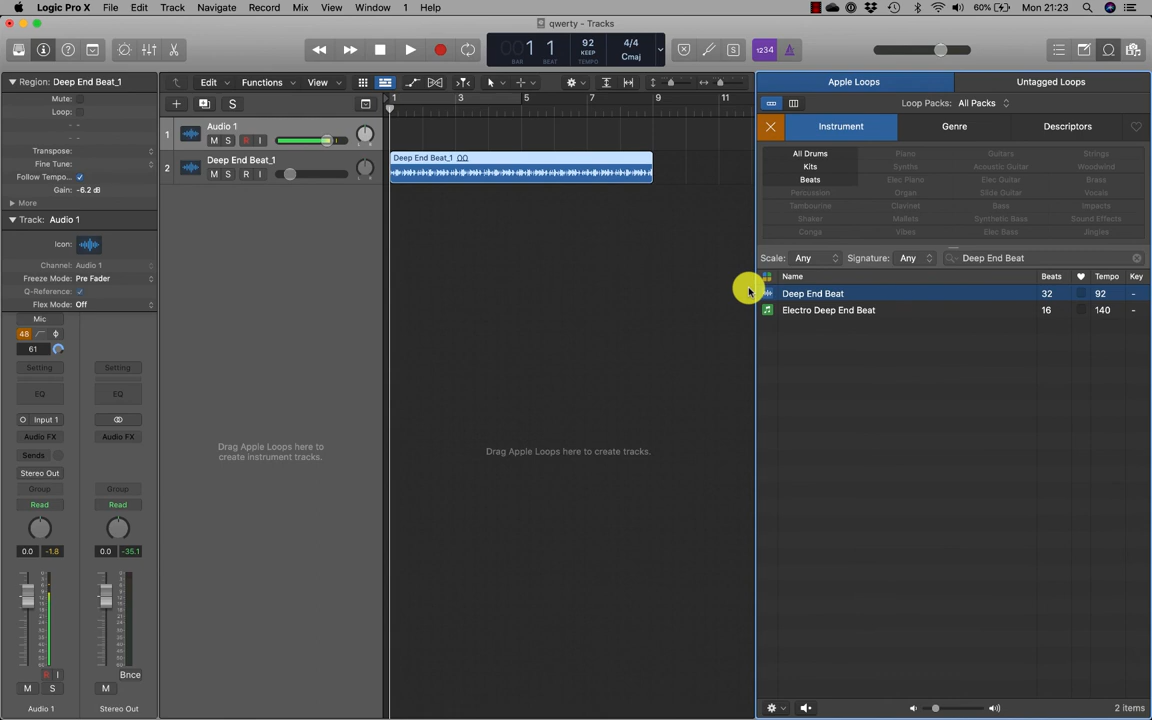 Logic Pro X File Edit Track Navigate Record Mix View Window 1 Help 60% Mon 21:23
qwerty - Tracks
001 1 92 4/4
BAR BEAT KEEP TEMPO Cmaj
1234
Region: Deep End Beat_1
Mute:
Loop:
Transpose:
Fine Tune:
Follow Tempo...
Gain: -6.2 dB
More
Track: Audio 1
Icon:
Channel: Audio 1
Freeze Mode: Pre Fader
Q-Reference:
Flex Mode: Off
Mic
48
61
Setting Setting
EQ EQ
Input 1
Audio FX Audio FX
Sends
Stereo Out
Group Group
Read Read
0.0 -1.8 0.0 -35.1
R I Bnce
M S M
Audio 1 Stereo Out
Edit Functions View
S
1 3 5 7 9 11
1 Audio 1
M S R I
L R
2 Deep End Beat_1
M S R I
L R
Deep End Beat_1
Drag Apple Loops here to
create instrument tracks.
Drag Apple Loops here to create tracks.
Apple Loops Untagged Loops
Loop Packs: All Packs
Instrument Genre Descriptors
All Drums Piano Guitars Strings
Kits Synths Acoustic Guitar Woodwind
Beats Elec Piano Elec Guitar Brass
Percussion Organ Slide Guitar Vocals
Tambourine Clavinet Bass Impacts
Shaker Mallets Synthetic Bass Sound Effects
Conga Vibes Elec Bass Jingles
Scale: Any Signature: Any Deep End Beat
Name Beats Tempo Key
Deep End Beat 32 92 -
Electro Deep End Beat 16 140 -
2 items